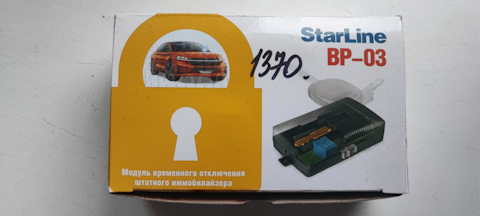 StarLine
BP-03
1370.
Модуль временного отключения
штатного иммобилайзера